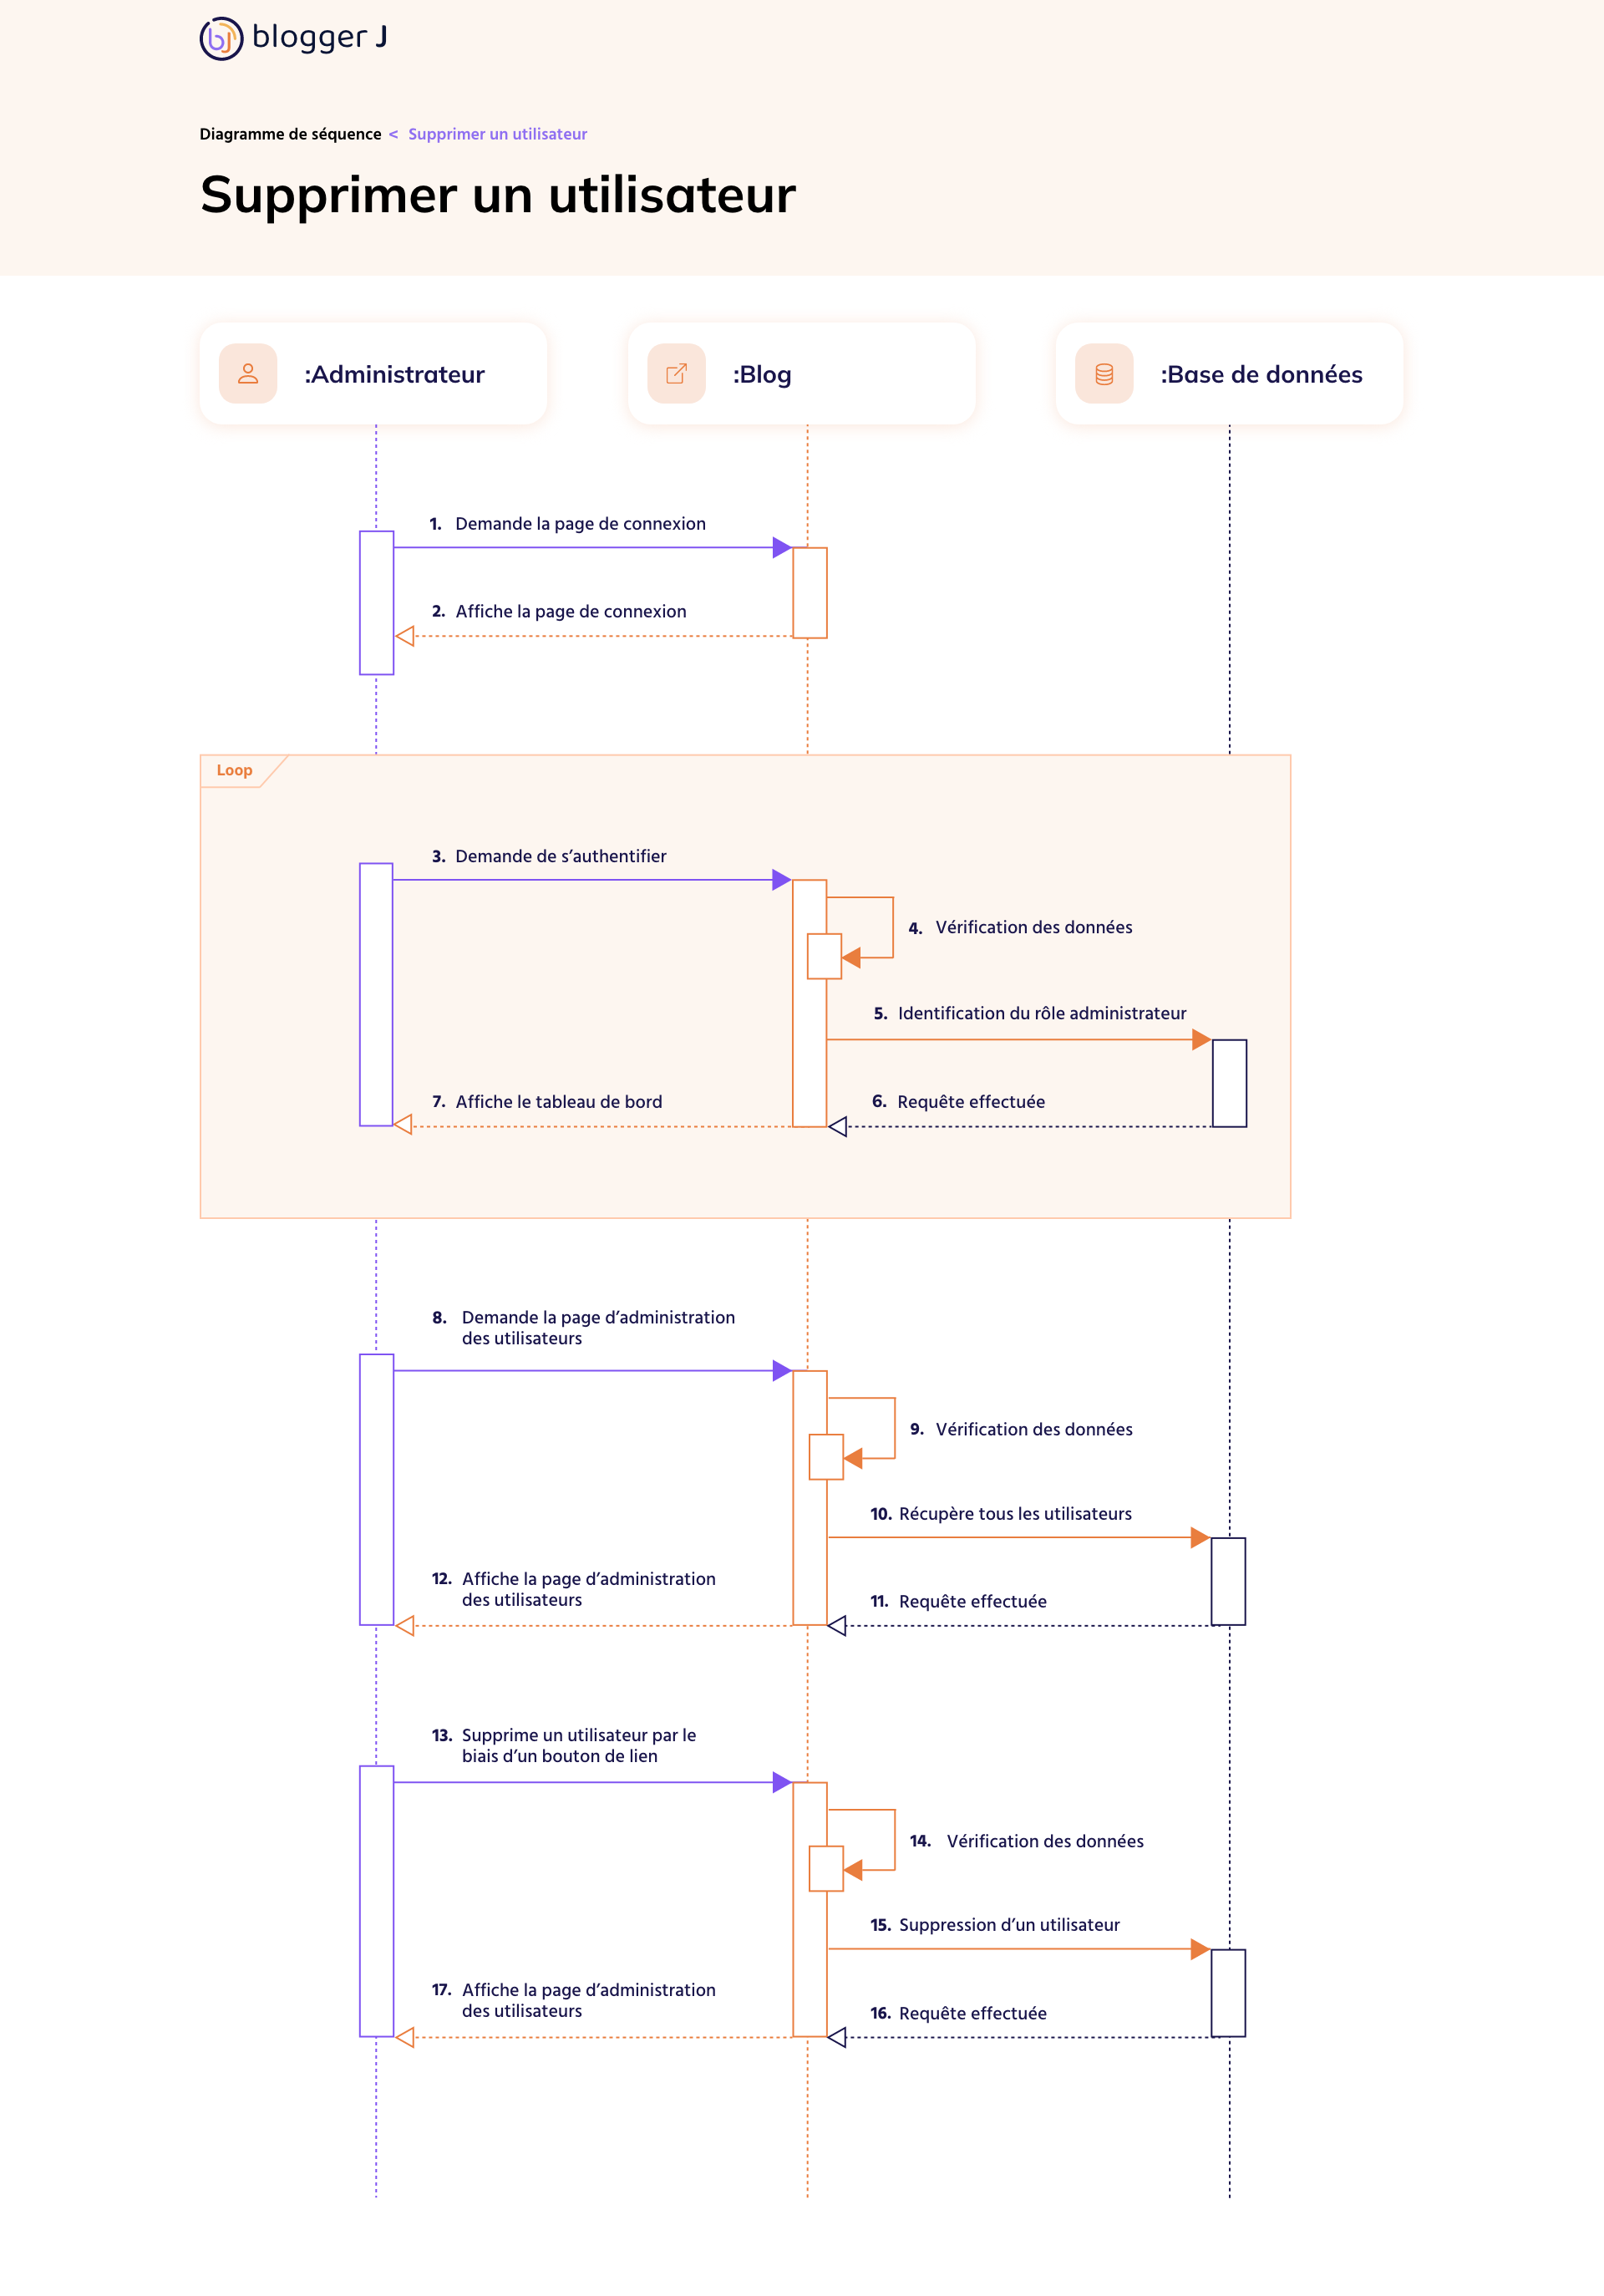 blogger J
Diagramme de séquence < Supprimer un utilisateur
Supprimer un utilisateur
:Administrateur
:Blog
:Base de données
1. Demande la page de connexion
2. Affiche la page de connexion
Loop
3. Demande de s’authentifier
4. Vérification des données
5. Identification du rôle administrateur
7. Affiche le tableau de bord
6. Requête effectuée
8. Demande la page d’administration
des utilisateurs
9. Vérification des données
10. Récupère tous les utilisateurs
12. Affiche la page d’administration
des utilisateurs
11. Requête effectuée
13. Supprime un utilisateur par le
biais d’un bouton de lien
14. Vérification des données
15. Suppression d’un utilisateur
17. Affiche la page d’administration
des utilisateurs
16. Requête effectuée